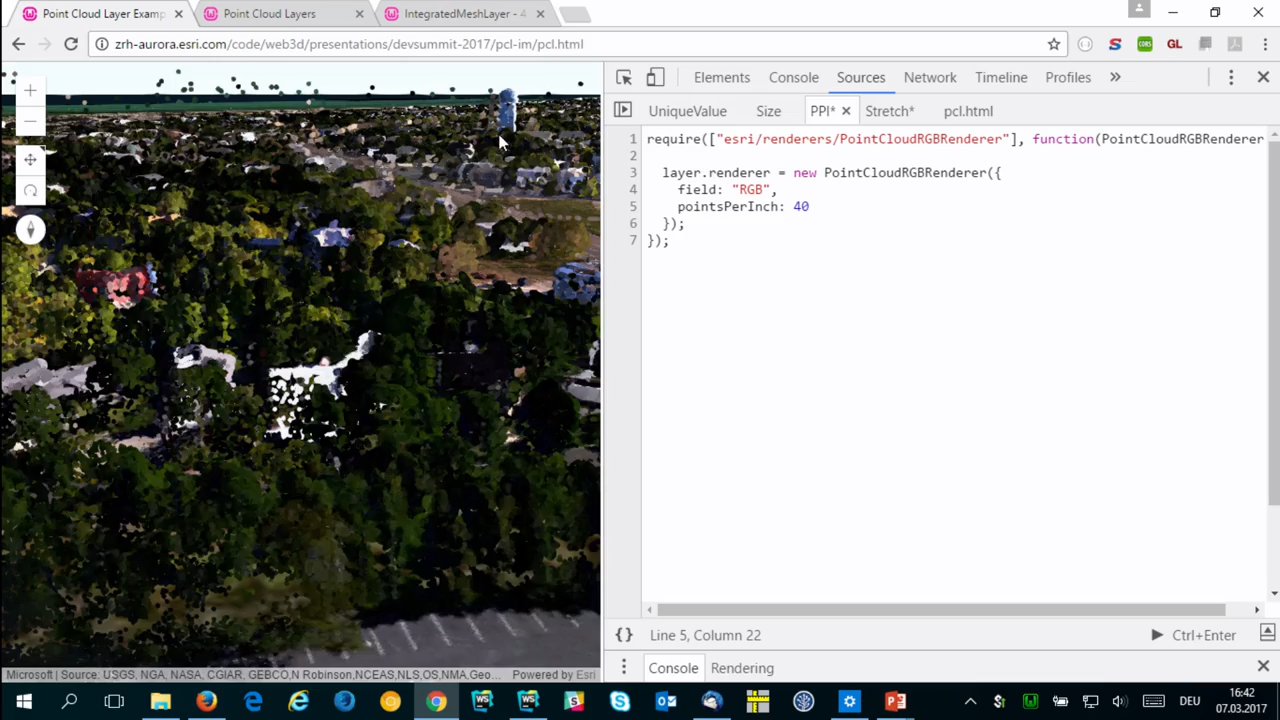 Point Cloud Layer Examp
Point Cloud Layers
IntegratedMeshLayer - 4
zrh-aurora.esri.com/code/web3d/presentations/devsummit-2017/pcl-im/pcl.html
CORS
GL
Elements
Console
Sources
Network
Timeline
Profiles
UniqueValue
Size
PPI*
Stretch*
pcl.html
1 require(["esri/renderers/PointCloudRGBRenderer"], function(PointCloudRGBRenderer
2
3 layer.renderer = new PointCloudRGBRenderer({
4 field: "RGB",
5 pointsPerInch: 40
6 });
7 });
{} Line 5, Column 22
Ctrl+Enter
Console
Rendering
Microsoft | Source: USGS, NGA, NASA, CGIAR, GEBCO,N Robinson,NCEAS,NLS,OS,NMA,Geo...
Powered by Esri
DEU
16:42
07.03.2017